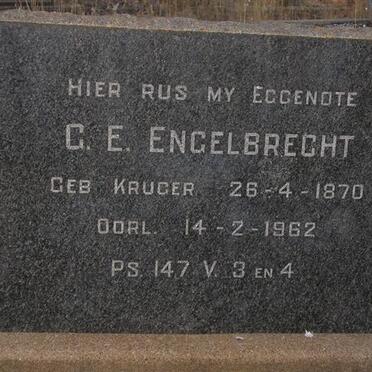 HIER RUS MY EGGENOTE
G. E. ENGELBRECHT
GEB KRUGER 26-4-1870
OORL. 14-2-1962
PS. 147 V. 3 EN 4